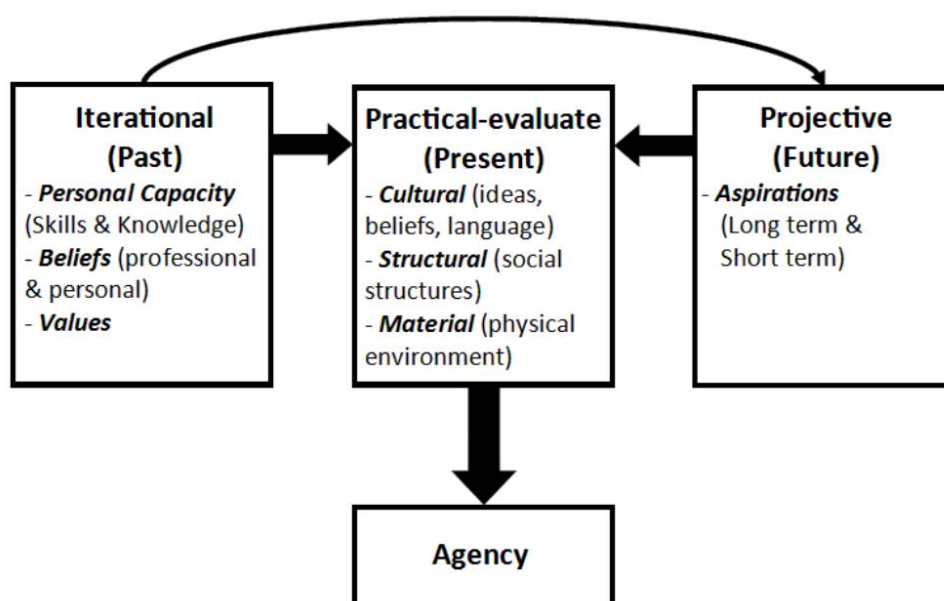 Iterational
(Past)
- Personal Capacity
(Skills & Knowledge)
- Beliefs (professional
& personal)
- Values
Practical-evaluate
(Present)
- Cultural (ideas,
beliefs, language)
- Structural (social
structures)
- Material (physical
environment)
Projective
(Future)
- Aspirations
(Long term &
Short term)
Agency